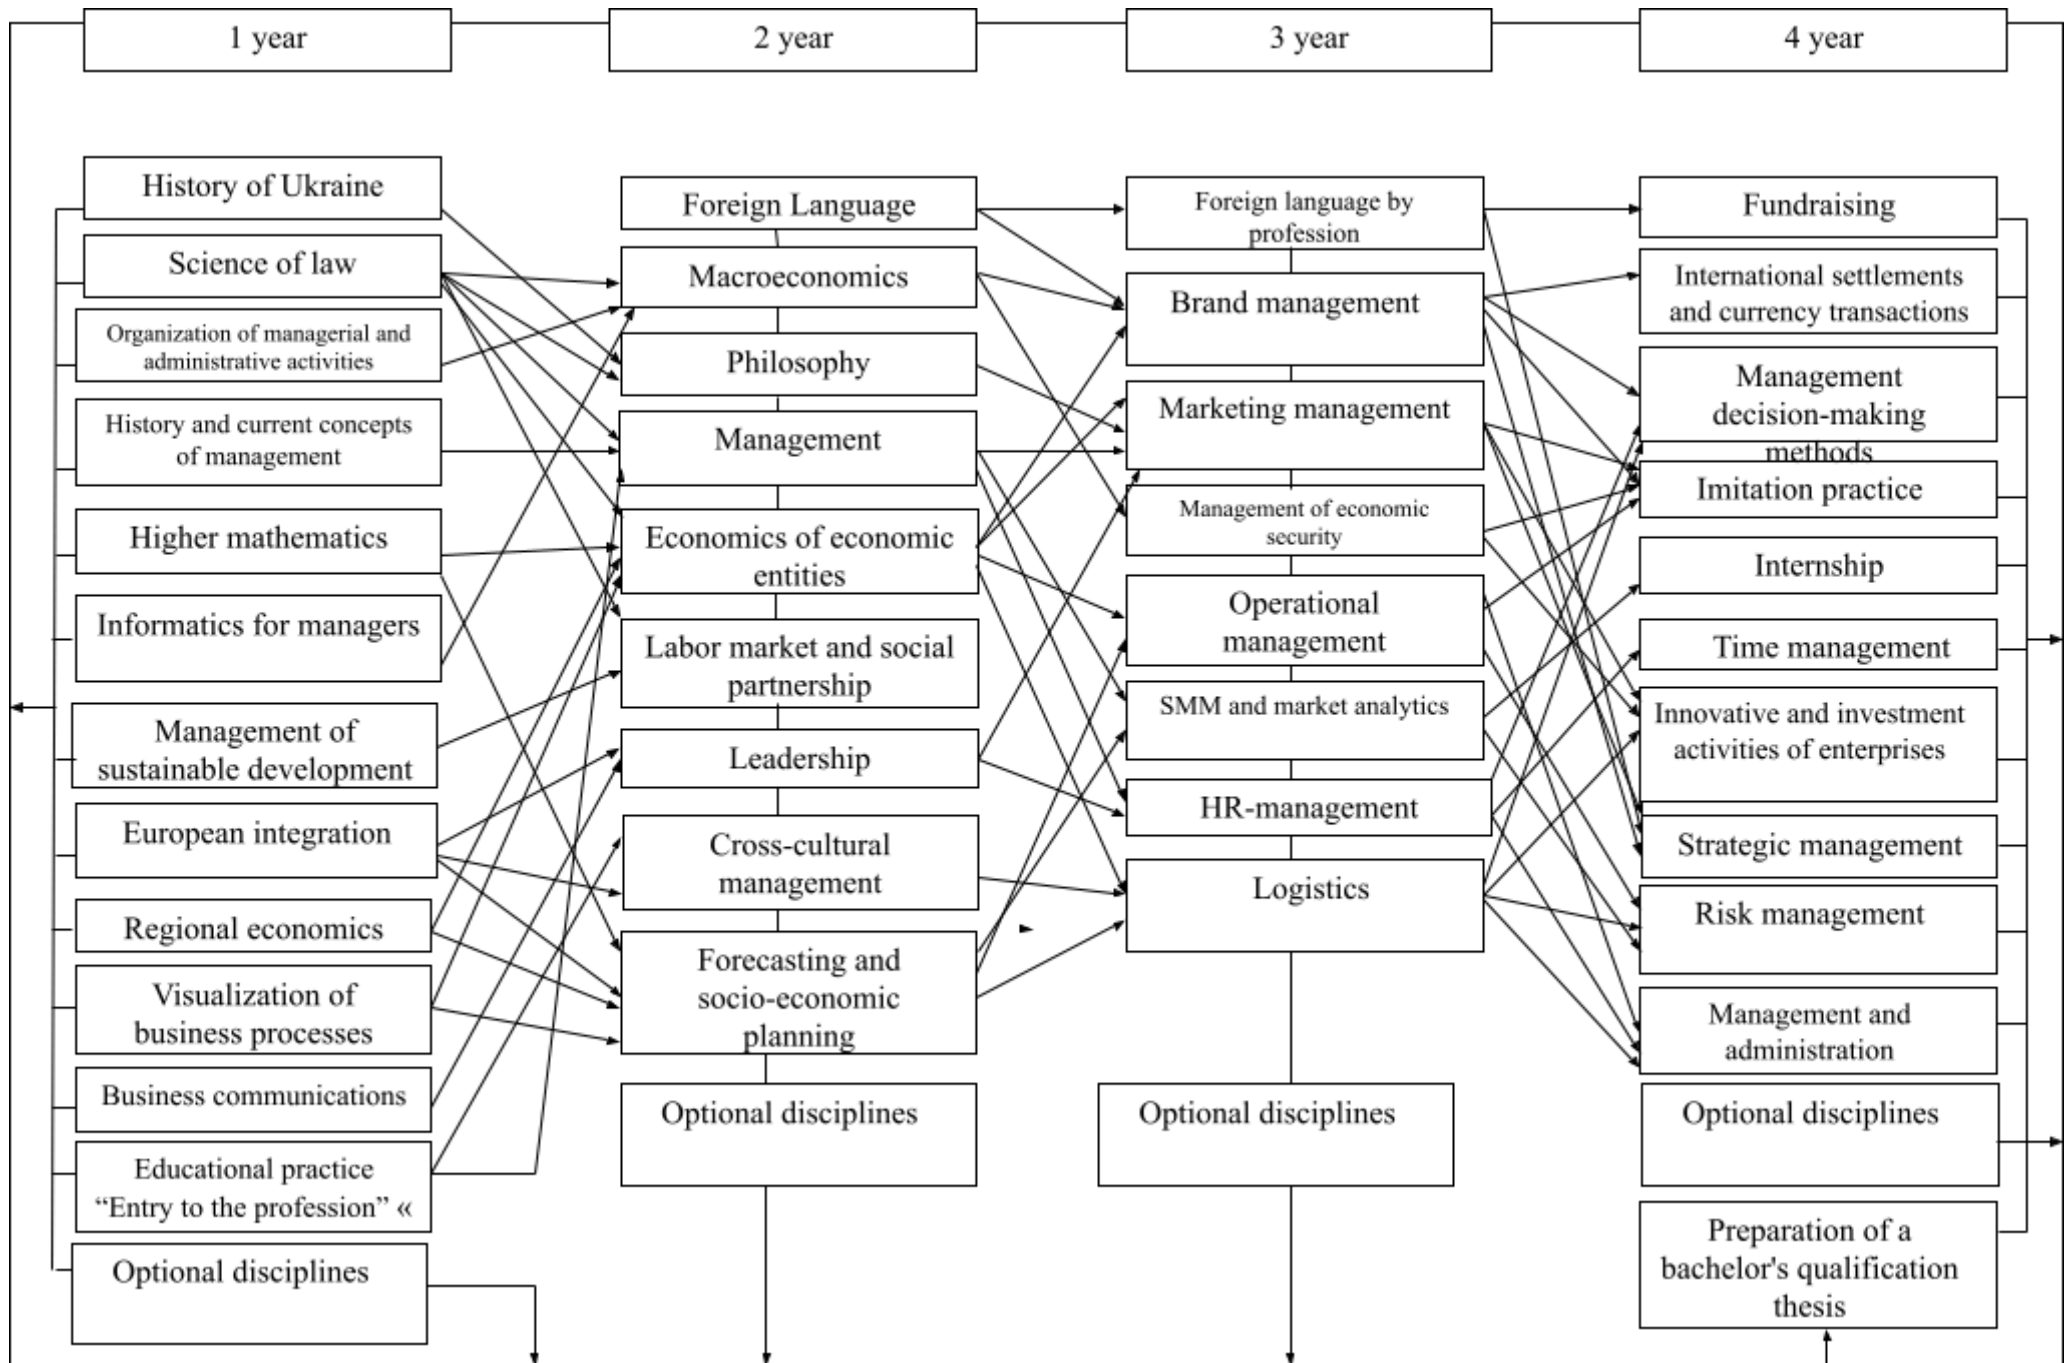 1 year
2 year
3 year
4 year
History of Ukraine
Science of law
Organization of managerial and
administrative activities
History and current concepts
of management
Higher mathematics
Informatics for managers
Management of
sustainable development
European integration
Regional economics
Visualization of
business processes
Business communications
Educational practice
“Entry to the profession” «
Optional disciplines
Foreign Language
Macroeconomics
Philosophy
Management
Economics of economic
entities
Labor market and social
partnership
Leadership
Cross-cultural
management
Forecasting and
socio-economic
planning
Optional disciplines
Foreign language by
profession
Brand management
Marketing management
Management of economic
security
Operational
management
SMM and market analytics
HR-management
Logistics
Optional disciplines
Fundraising
International settlements
and currency transactions
Management
decision-making
methods
Imitation practice
Internship
Time management
Innovative and investment
activities of enterprises
Strategic management
Risk management
Management and
administration
Optional disciplines
Preparation of a
bachelor's qualification
thesis